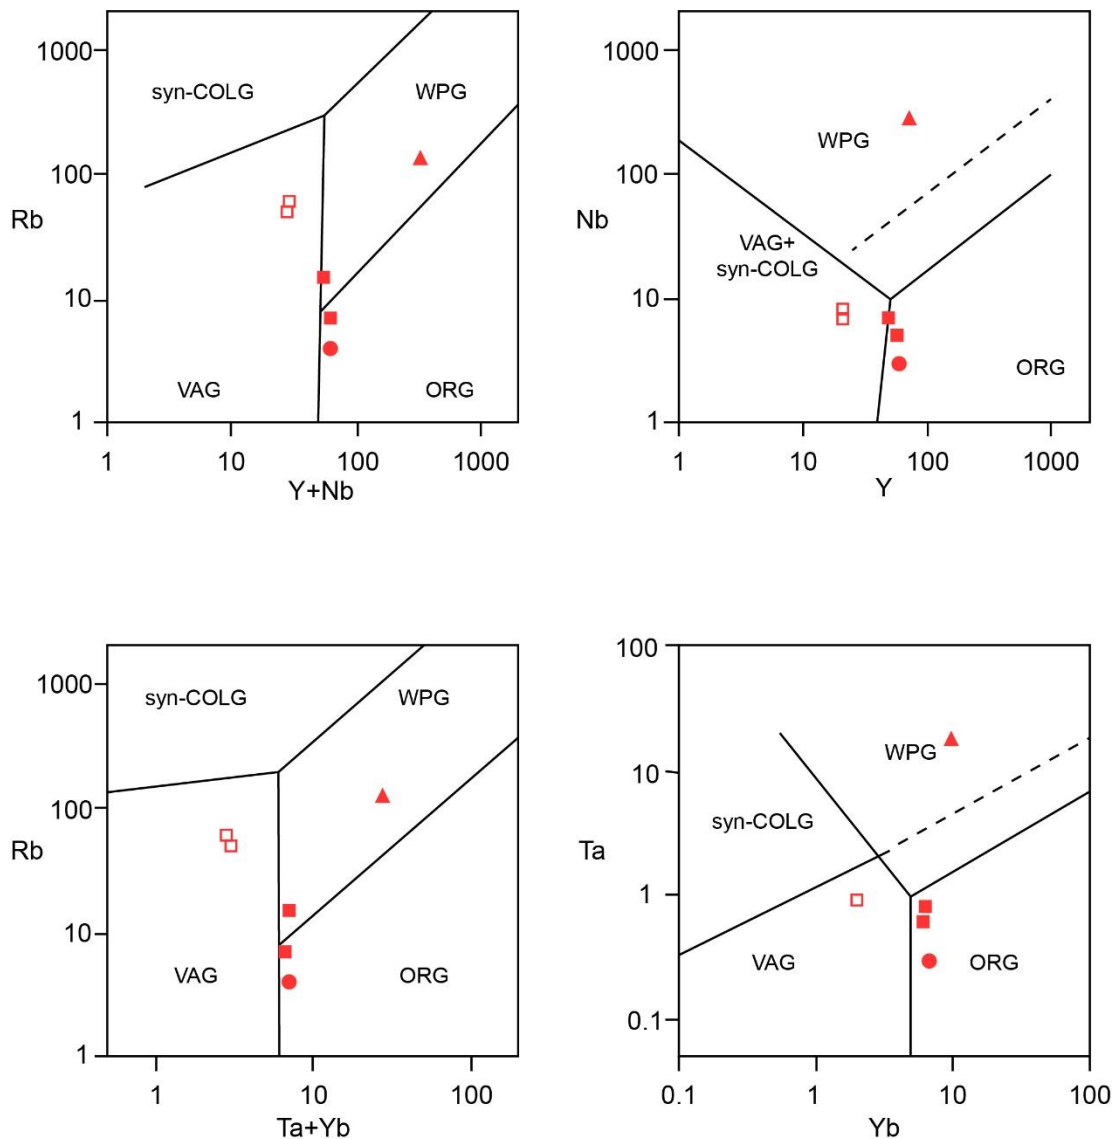 1000
syn-COLG
WPG
100
Rb
10
VAG
ORG
1
1
10
100
1000
Y+Nb
1000
WPG
100
Nb
VAG+
syn-COLG
10
ORG
1
1
10
100
1000
Y
1000
syn-COLG
WPG
100
Rb
10
VAG
ORG
1
1
10
100
Ta+Yb
100
WPG
10
syn-COLG
Ta
1
VAG
ORG
0.1
0.1
1
10
100
Yb